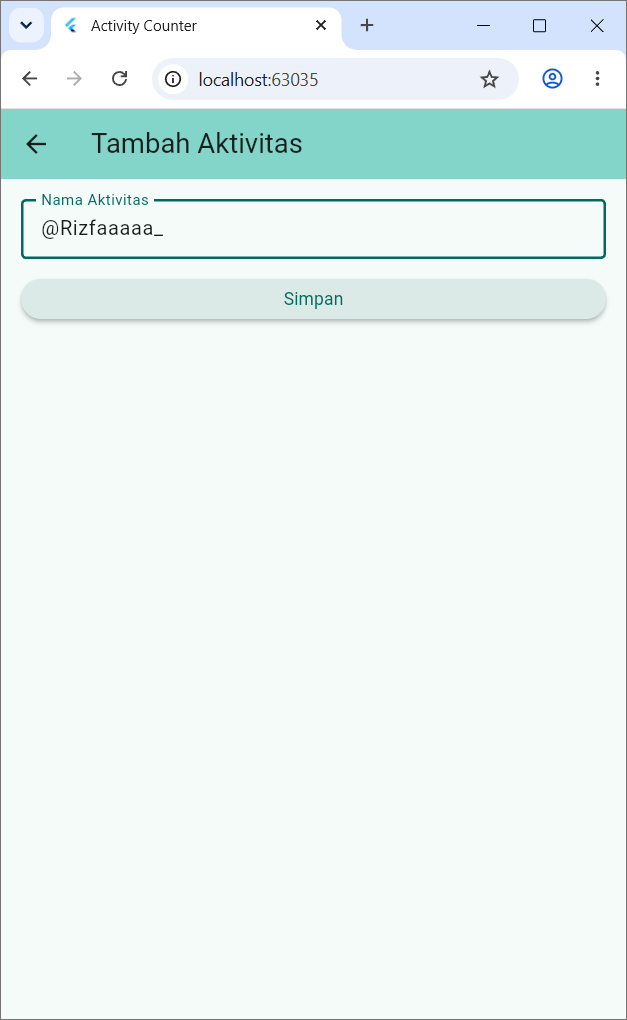 Activity Counter
localhost:63035
Tambah Aktivitas
Nama Aktivitas
@Rizfaaaaa_
Simpan